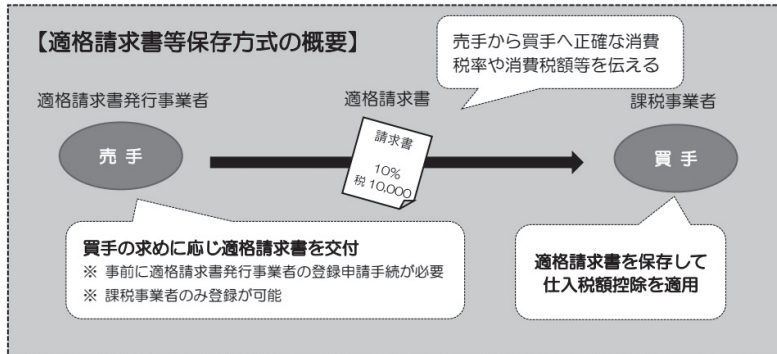 【適格請求書等保存方式の概要】
売手から買手へ正確な消費
税率や消費税額等を伝える
適格請求書発行事業者
適格請求書
課税事業者
売 手
請求書
10%
税 10,000
買 手
買手の求めに応じ適格請求書を交付
※ 事前に適格請求書発行事業者の登録申請手続が必要
※ 課税事業者のみ登録が可能
適格請求書を保存して
仕入税額控除を適用